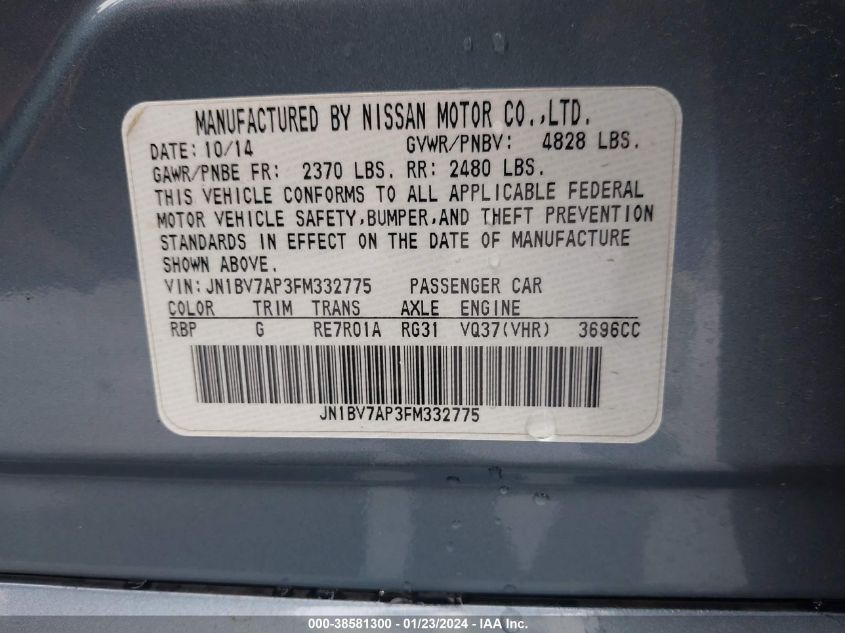 MANUFACTURED BY NISSAN MOTOR CO.,LTD.
DATE: 10/14 GVWR/PNBV: 4828 LBS.
GAWR/PNBE FR: 2370 LBS. RR: 2480 LBS.
THIS VEHICLE CONFORMS TO ALL APPLICABLE FEDERAL
MOTOR VEHICLE SAFETY,BUMPER,AND THEFT PREVENTION
STANDARDS IN EFFECT ON THE DATE OF MANUFACTURE
SHOWN ABOVE.
VIN:JN1BV7AP3FM332775 PASSENGER CAR
COLOR TRIM TRANS AXLE ENGINE
RBP G RE7R01A RG31 VQ37(VHR) 3696CC
JN1BV7AP3FM332775
000-38581300 - 01/23/2024 - IAA Inc.